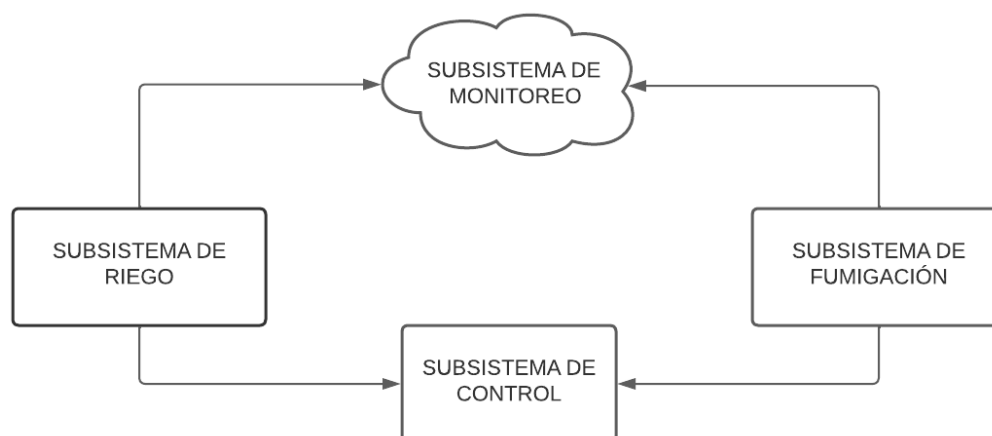 SUBSISTEMA DE
MONITOREO
SUBSISTEMA DE
RIEGO
SUBSISTEMA DE
FUMIGACIÓN
SUBSISTEMA DE
CONTROL